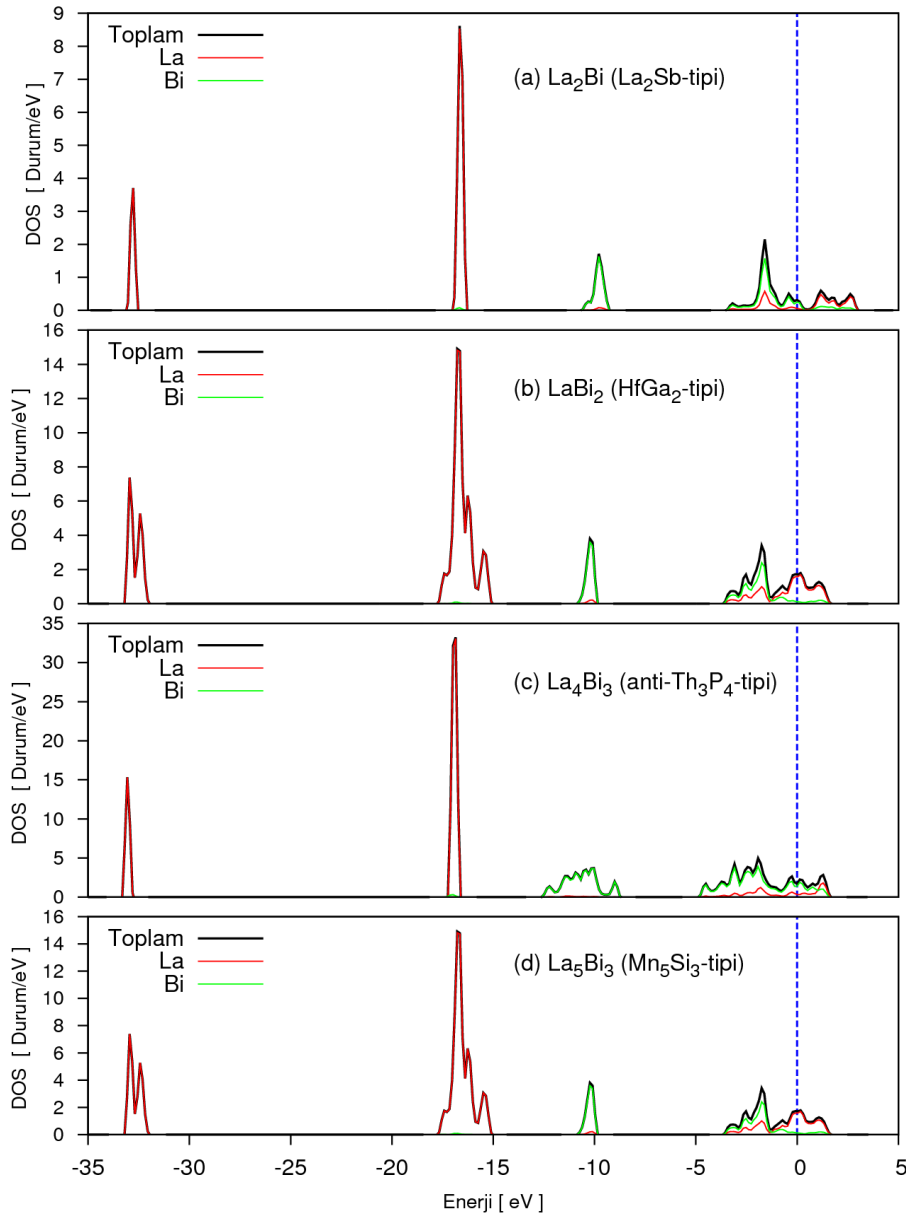 9
8
7
6
5
4
3
2
1
0
DOS [ Durum/eV]
Toplam
La
Bi
(a) La₂Bi (La₂Sb-tipi)
16
14
12
10
8
6
4
2
0
DOS [ Durum/eV]
Toplam
La
Bi
(b) LaBi₂ (HfGa₂-tipi)
35
30
25
20
15
10
5
0
DOS [ Durum/eV]
Toplam
La
Bi
(c) La₄Bi₃ (anti-Th₃P₄-tipi)
16
14
12
10
8
6
4
2
0
DOS [ Durum/eV]
Toplam
La
Bi
(d) La₅Bi₃ (Mn₅Si₃-tipi)
-35 -30 -25 -20 -15 -10 -5 0 5
Enerji [ eV ]